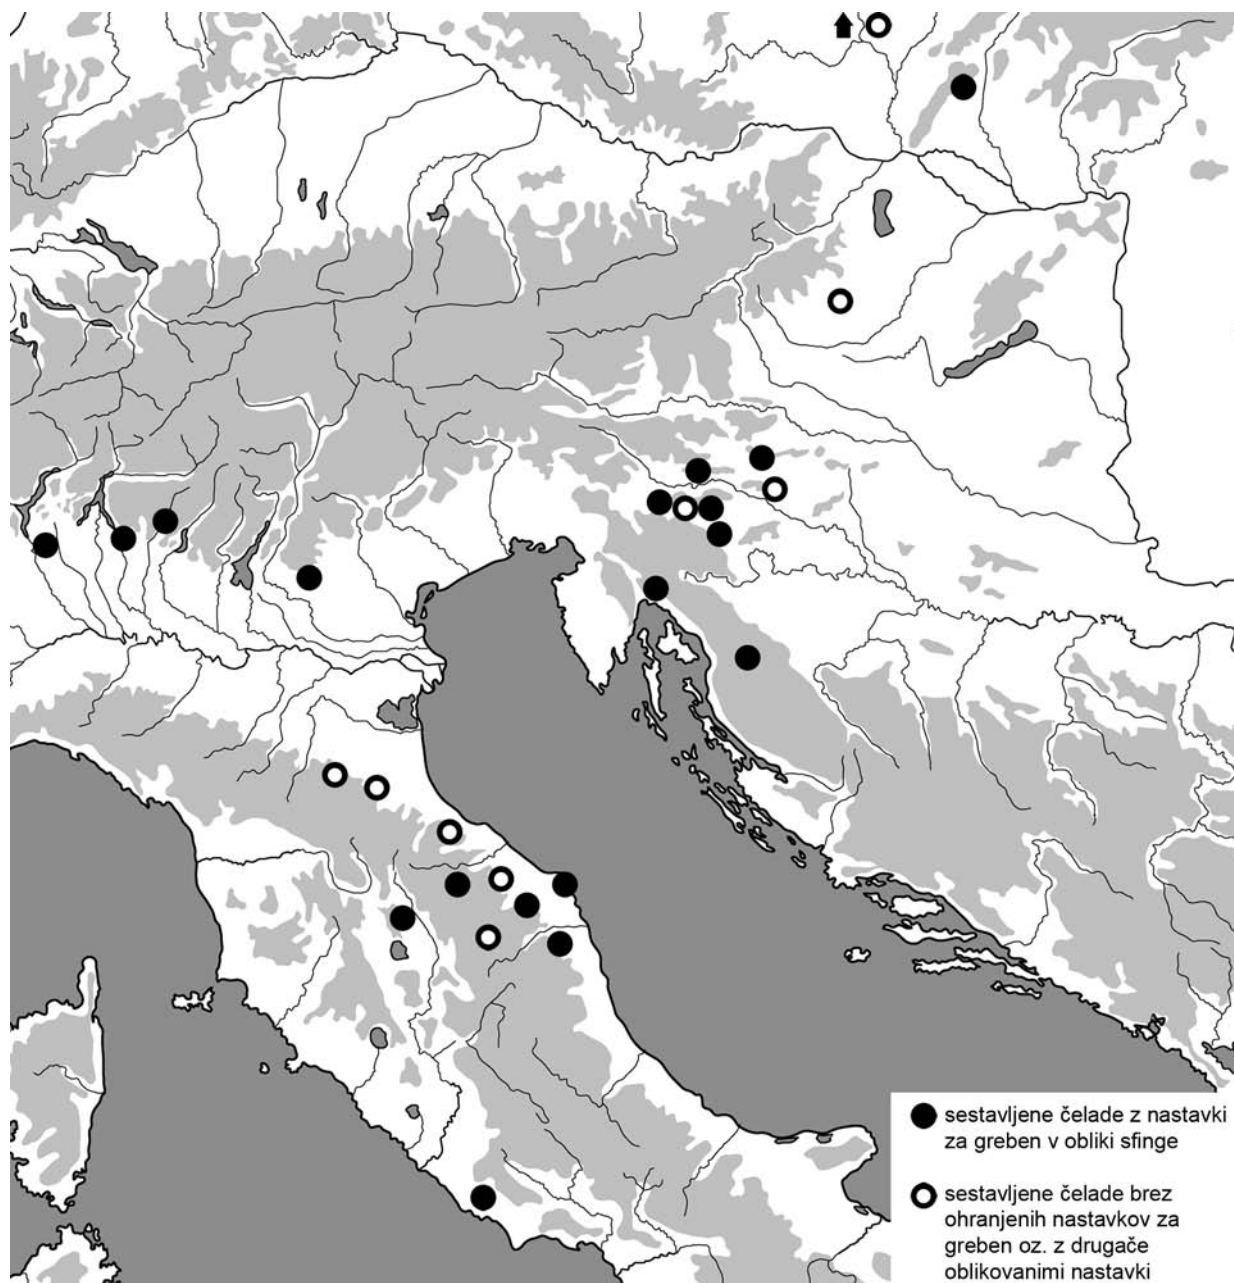 sestavljene čelade z nastavki
za greben v obliki sfinge
sestavljene čelade brez
ohranjenih nastavkov za
greben oz. z drugače
oblikovanimi nastavki